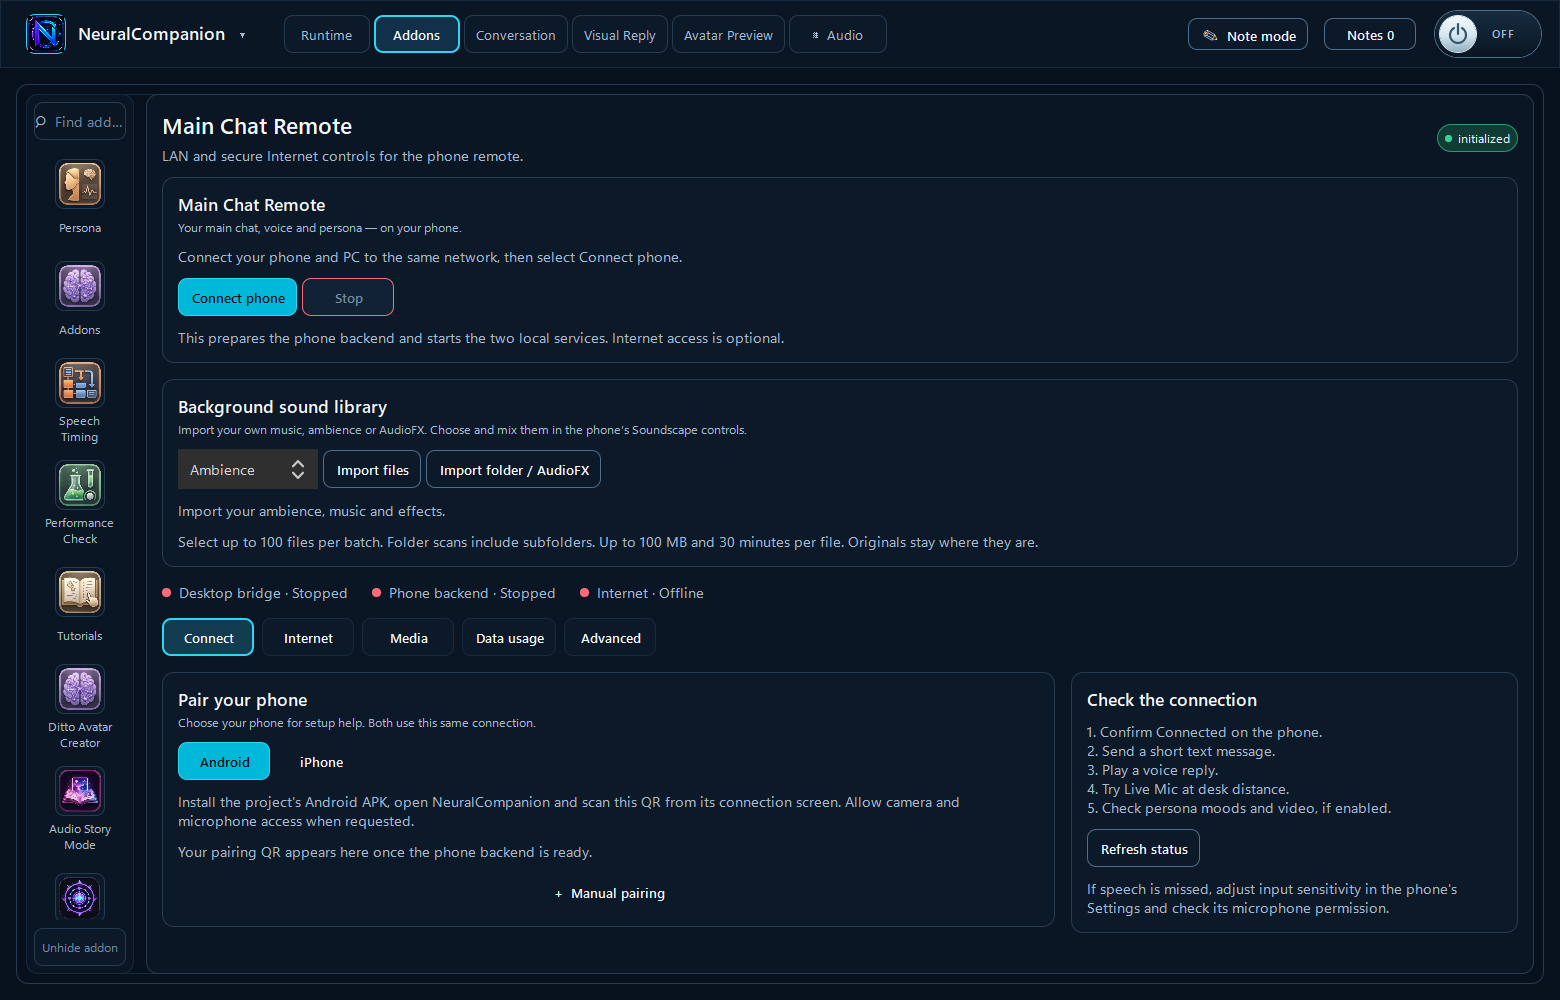 NeuralCompanion
Runtime
Addons
Conversation
Visual Reply
Avatar Preview
Audio
Note mode
Notes 0
OFF
Find add...
Persona
Addons
Speech
Timing
Performance
Check
Tutorials
Ditto Avatar
Creator
Audio Story
Mode
Unhide addon
Main Chat Remote
LAN and secure Internet controls for the phone remote.
initialized
Main Chat Remote
Your main chat, voice and persona — on your phone.
Connect your phone and PC to the same network, then select Connect phone.
Connect phone
Stop
This prepares the phone backend and starts the two local services. Internet access is optional.
Background sound library
Import your own music, ambience or AudioFX. Choose and mix them in the phone's Soundscape controls.
Ambience
Import files
Import folder / AudioFX
Import your ambience, music and effects.
Select up to 100 files per batch. Folder scans include subfolders. Up to 100 MB and 30 minutes per file. Originals stay where they are.
Desktop bridge · Stopped
Phone backend · Stopped
Internet · Offline
Connect
Internet
Media
Data usage
Advanced
Pair your phone
Choose your phone for setup help. Both use this same connection.
Android
iPhone
Install the project's Android APK, open NeuralCompanion and scan this QR from its connection screen. Allow camera and
microphone access when requested.
Your pairing QR appears here once the phone backend is ready.
+ Manual pairing
Check the connection
1. Confirm Connected on the phone.
2. Send a short text message.
3. Play a voice reply.
4. Try Live Mic at desk distance.
5. Check persona moods and video, if enabled.
Refresh status
If speech is missed, adjust input sensitivity in the phone's
Settings and check its microphone permission.